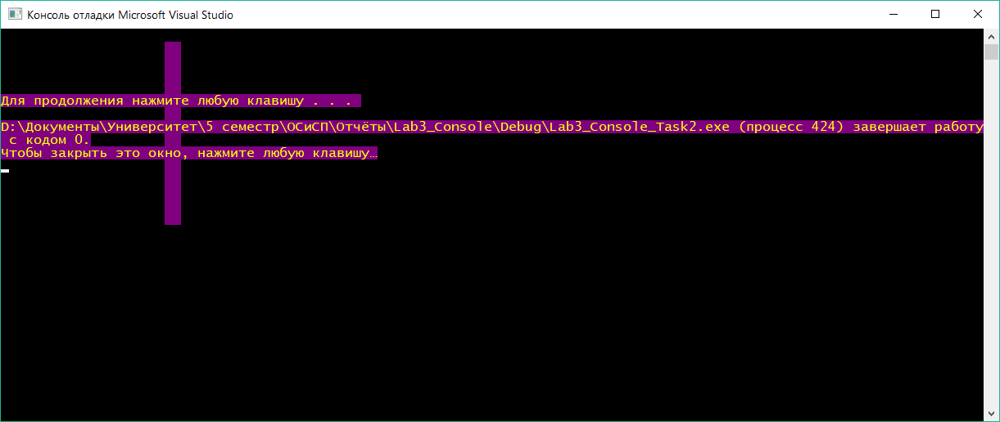 Консоль отладки Microsoft Visual Studio
Для продолжения нажмите любую клавишу . . .
D:\Документы\Университет\5 семестр\ОСиСП\Отчёты\Lab3_Console\Debug\Lab3_Console_Task2.exe (процесс 424) завершает работу
с кодом 0.
Чтобы закрыть это окно, нажмите любую клавишу…